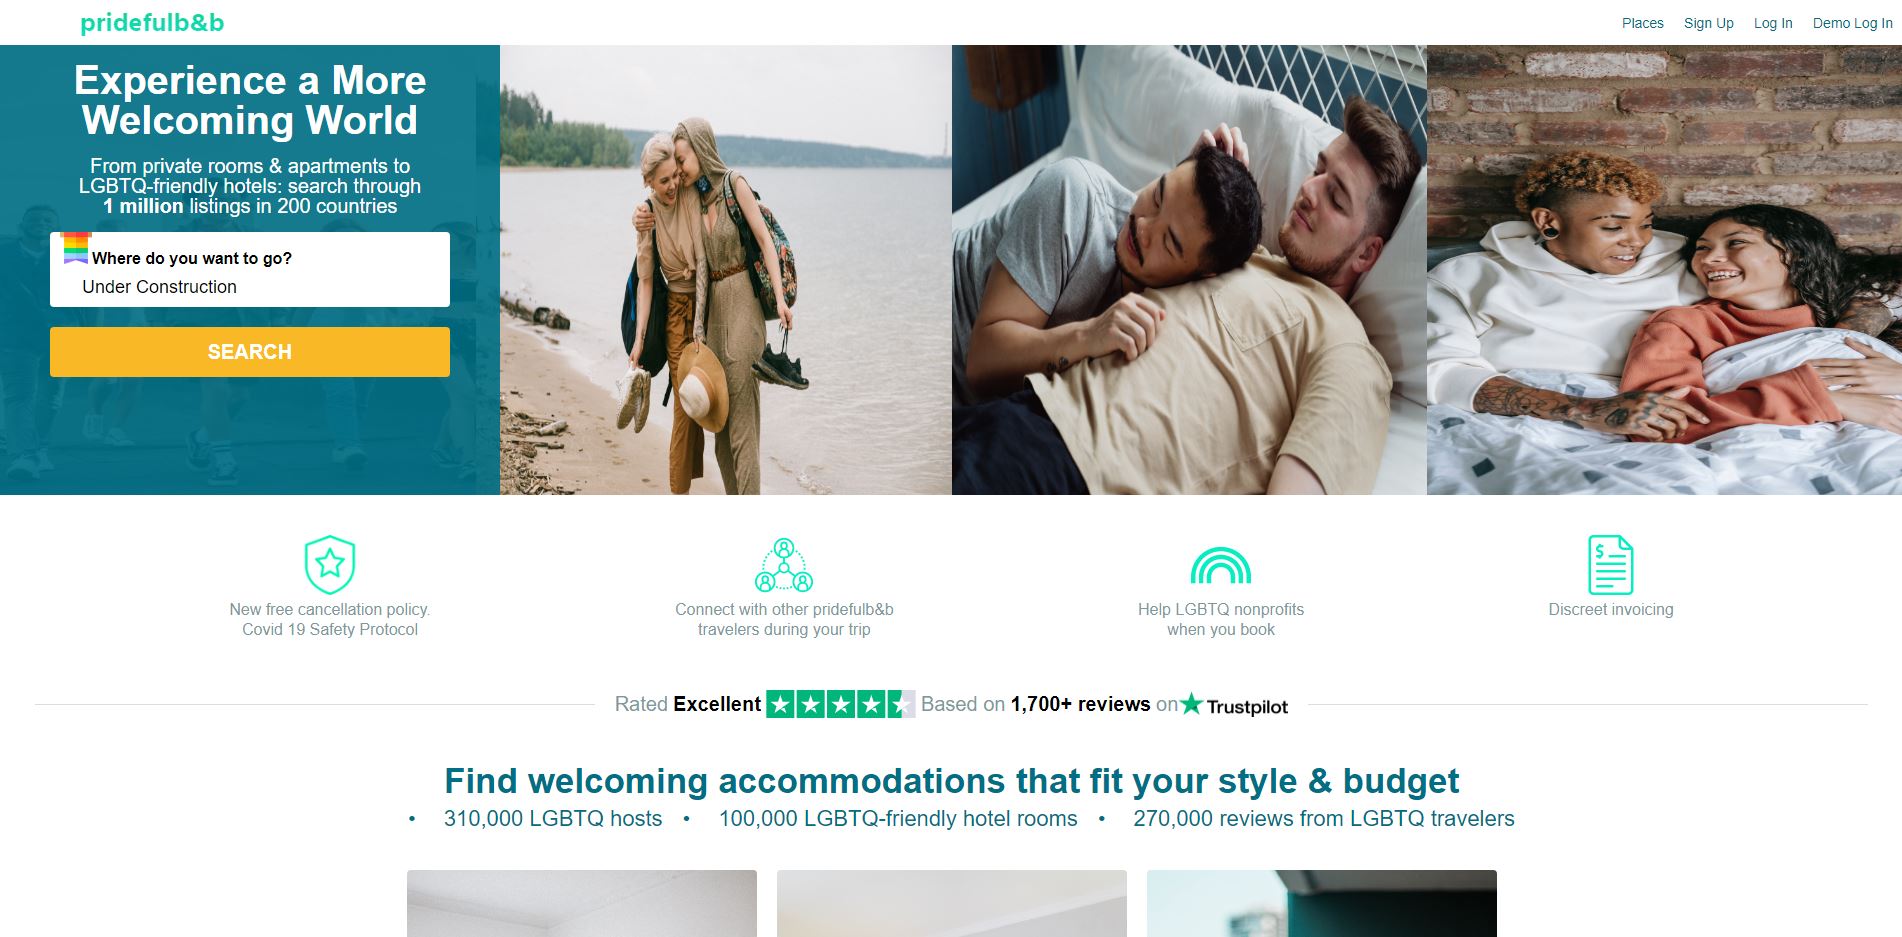 pridefulb&b
Places Sign Up Log In Demo Log In
Experience a More
Welcoming World
From private rooms & apartments to
LGBTQ-friendly hotels: search through
1 million listings in 200 countries
Where do you want to go?
Under Construction
SEARCH
New free cancellation policy.
Covid 19 Safety Protocol
Connect with other pridefulb&b
travelers during your trip
Help LGBTQ nonprofits
when you book
$
Discreet invoicing
Rated Excellent Based on 1,700+ reviews on Trustpilot
Find welcoming accommodations that fit your style & budget
• 310,000 LGBTQ hosts • 100,000 LGBTQ-friendly hotel rooms • 270,000 reviews from LGBTQ travelers